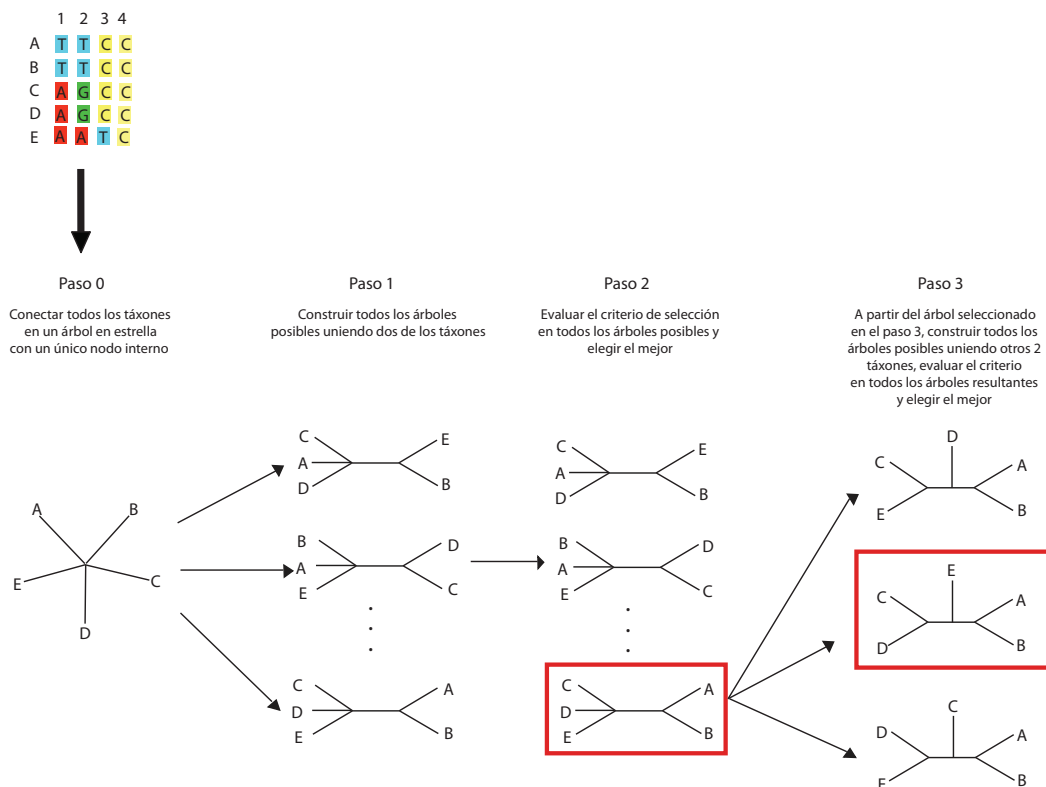 1 2 3 4
A T T C C
B T T C C
C A G C C
D A G C C
E A A T C
Paso 0
Conectar todos los táxones
en un árbol en estrella
con un único nodo interno
Paso 1
Construir todos los árboles
posibles uniendo dos de los táxones
Paso 2
Evaluar el criterio de selección
en todos los árboles posibles y
elegir el mejor
Paso 3
A partir del árbol seleccionado
en el paso 3, construir todos los
árboles posibles uniendo otros 2
táxones, evaluar el criterio
en todos los árboles resultantes
y elegir el mejor
A B
E C
D
C E
A
D B
B D
A
E C
C A
D
E B
C E
A
D B
B D
A
E C
C A
D
E B
D
C A
E B
E
C A
D B
C
D A
E B